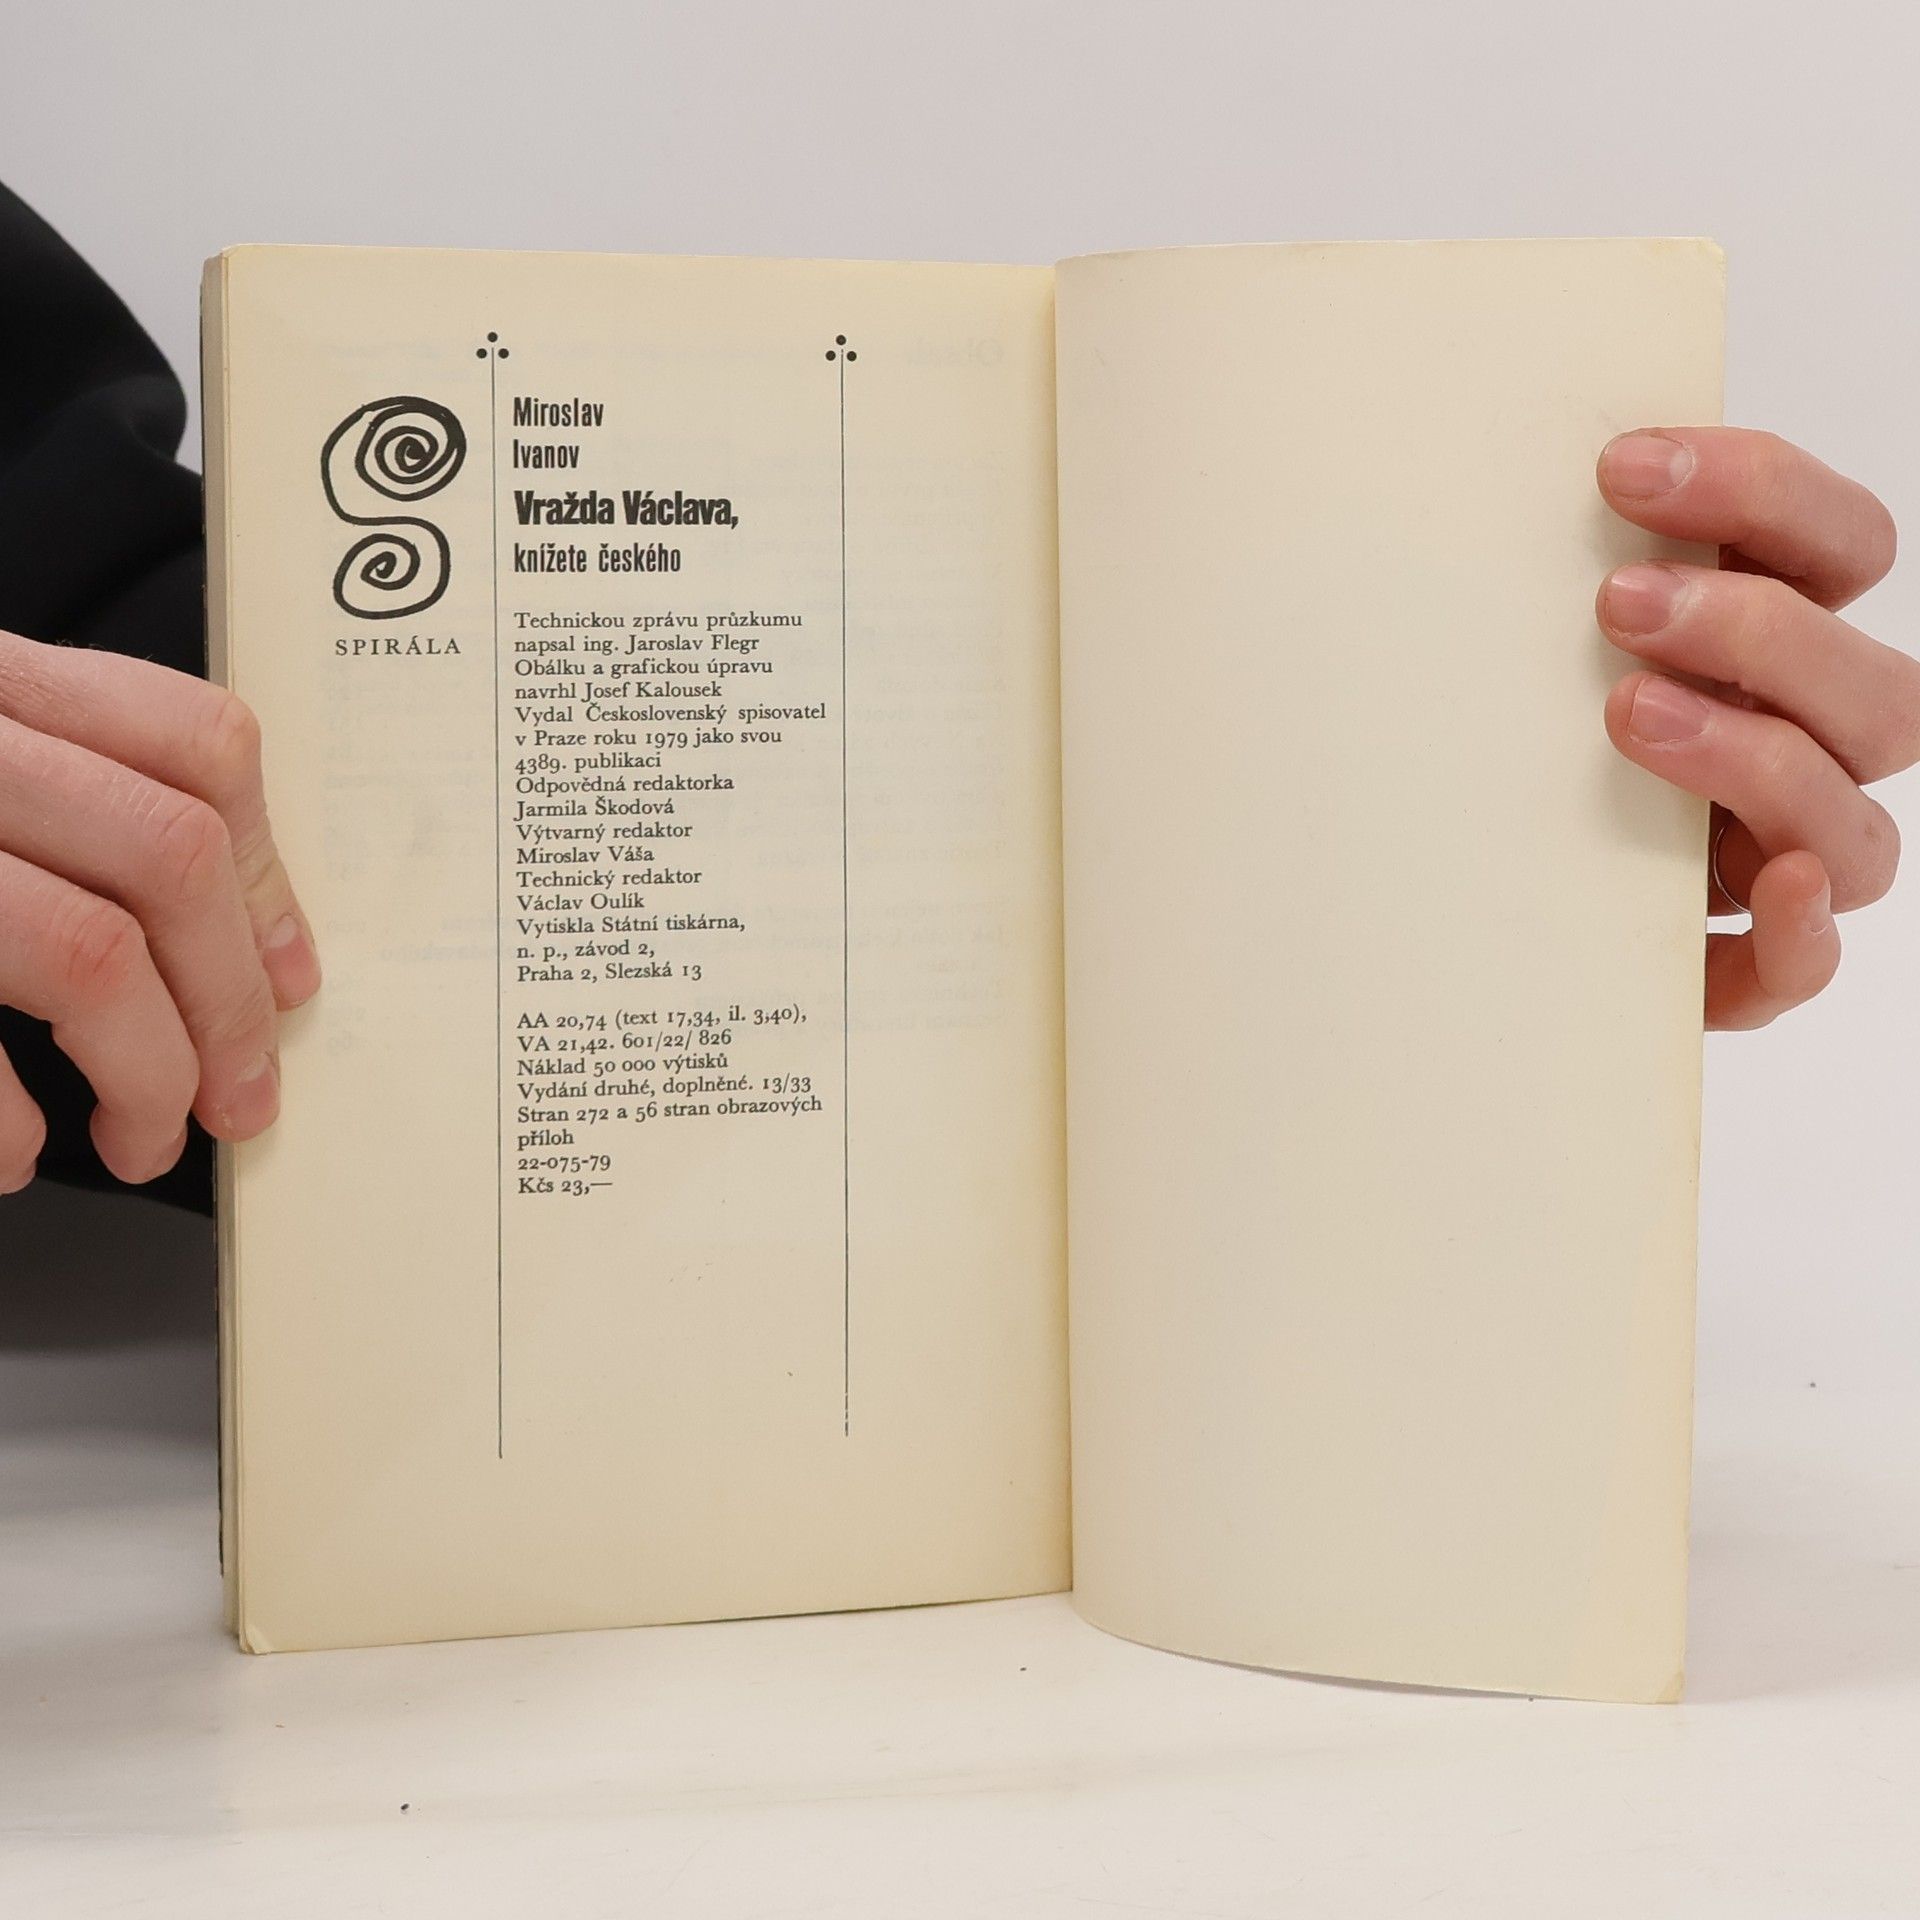 SPIRÁLA
Miroslav
Ivanov
Vražda Václava,
knížete českého
Technickou zprávu průzkumu
napsal ing. Jaroslav Flegr
Obálku a grafickou úpravu
navrhl Josef Kalousek
Vydal Československý spisovatel
v Praze roku 1979 jako svou
4389. publikaci
Odpovědná redaktorka
Jarmila Škodová
Výtvarný redaktor
Miroslav Váša
Technický redaktor
Václav Oulík
Vytiskla Státní tiskárna,
n. p., závod 2,
Praha 2, Slezská 13
AA 20,74 (text 17,34, il. 3,40),
VA 21,42. 601/22/ 826
Náklad 50 000 výtisků
Vydání druhé, doplněné. 13/33
Stran 272 a 56 stran obrazových
příloh
22-075-79
Kčs 23,—